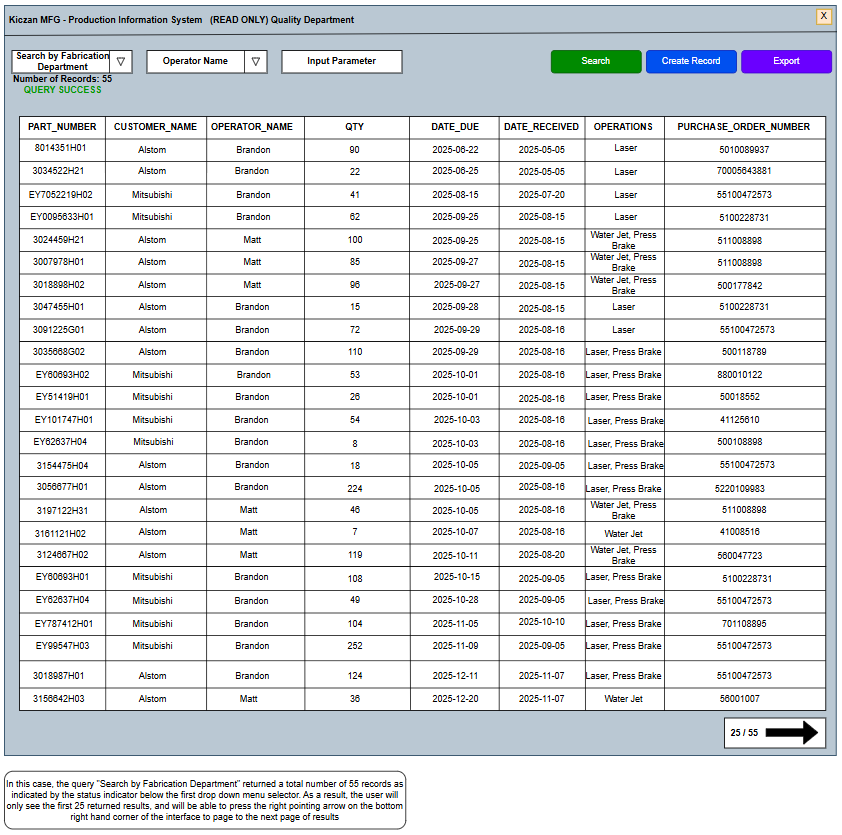 Kiczan MFG - Production Information System (READ ONLY) Quality Department X
Search by Fabrication Department Operator Name Input Parameter Search Create Record Export
Number of Records: 55
QUERY SUCCESS
PART_NUMBER CUSTOMER_NAME OPERATOR_NAME QTY DATE_DUE DATE_RECEIVED OPERATIONS PURCHASE_ORDER_NUMBER
8014351H01 Alstom Brandon 90 2025-06-22 2025-05-05 Laser 5010089937
3034522H21 Alstom Brandon 22 2025-06-25 2025-05-05 Laser 70005643881
EY7052219H02 Mitsubishi Brandon 41 2025-08-15 2025-07-20 Laser 55100472573
EY0095633H01 Mitsubishi Brandon 62 2025-09-25 2025-08-15 Laser 5100228731
3024459H21 Alstom Matt 100 2025-09-25 2025-08-15 Water Jet, Press Brake 511008898
3007978H01 Alstom Matt 85 2025-09-27 2025-08-15 Water Jet, Press Brake 511008898
3018898H02 Alstom Matt 96 2025-09-27 2025-08-15 Water Jet, Press Brake 500177842
3047455H01 Alstom Brandon 15 2025-09-28 2025-08-15 Laser 5100228731
3091225G01 Alstom Brandon 72 2025-09-29 2025-08-16 Laser 55100472573
3035668G02 Alstom Brandon 110 2025-09-29 2025-08-16 Laser, Press Brake 500118789
EY60693H02 Mitsubishi Brandon 53 2025-10-01 2025-08-16 Laser, Press Brake 880010122
EY51419H01 Mitsubishi Brandon 26 2025-10-01 2025-08-16 Laser, Press Brake 50018552
EY101747H01 Mitsubishi Brandon 54 2025-10-03 2025-08-16 Laser, Press Brake 41125610
EY62637H04 Mitsubishi Brandon 8 2025-10-03 2025-08-16 Laser, Press Brake 500108898
3154475H04 Alstom Brandon 18 2025-10-05 2025-09-05 Laser, Press Brake 55100472573
3056677H01 Alstom Brandon 224 2025-10-05 2025-08-16 Laser, Press Brake 5220109983
3197122H31 Alstom Matt 46 2025-10-05 2025-08-16 Water Jet, Press Brake 511008898
3161121H02 Alstom Matt 7 2025-10-07 2025-08-16 Water Jet 41008516
3124667H02 Alstom Matt 119 2025-10-11 2025-08-20 Water Jet, Press Brake 560047723
EY60693H01 Mitsubishi Brandon 108 2025-10-15 2025-09-05 Laser, Press Brake 5100228731
EY62637H04 Mitsubishi Brandon 49 2025-10-28 2025-09-05 Laser, Press Brake 55100472573
EY787412H01 Mitsubishi Brandon 104 2025-11-05 2025-10-10 Laser, Press Brake 701108895
EY99547H03 Mitsubishi Brandon 252 2025-11-09 2025-09-05 Laser, Press Brake 55100472573
3018987H01 Alstom Brandon 124 2025-12-11 2025-11-07 Laser, Press Brake 55100472573
3156642H03 Alstom Matt 36 2025-12-20 2025-11-07 Water Jet 56001007
25 / 55
In this case, the query "Search by Fabrication Department" returned a total number of 55 records as
indicated by the status indicator below the first drop down menu selector. As a result, the user will
only see the first 25 returned results, and will be able to press the right pointing arrow on the bottom
right hand corner of the interface to page to the next page of results